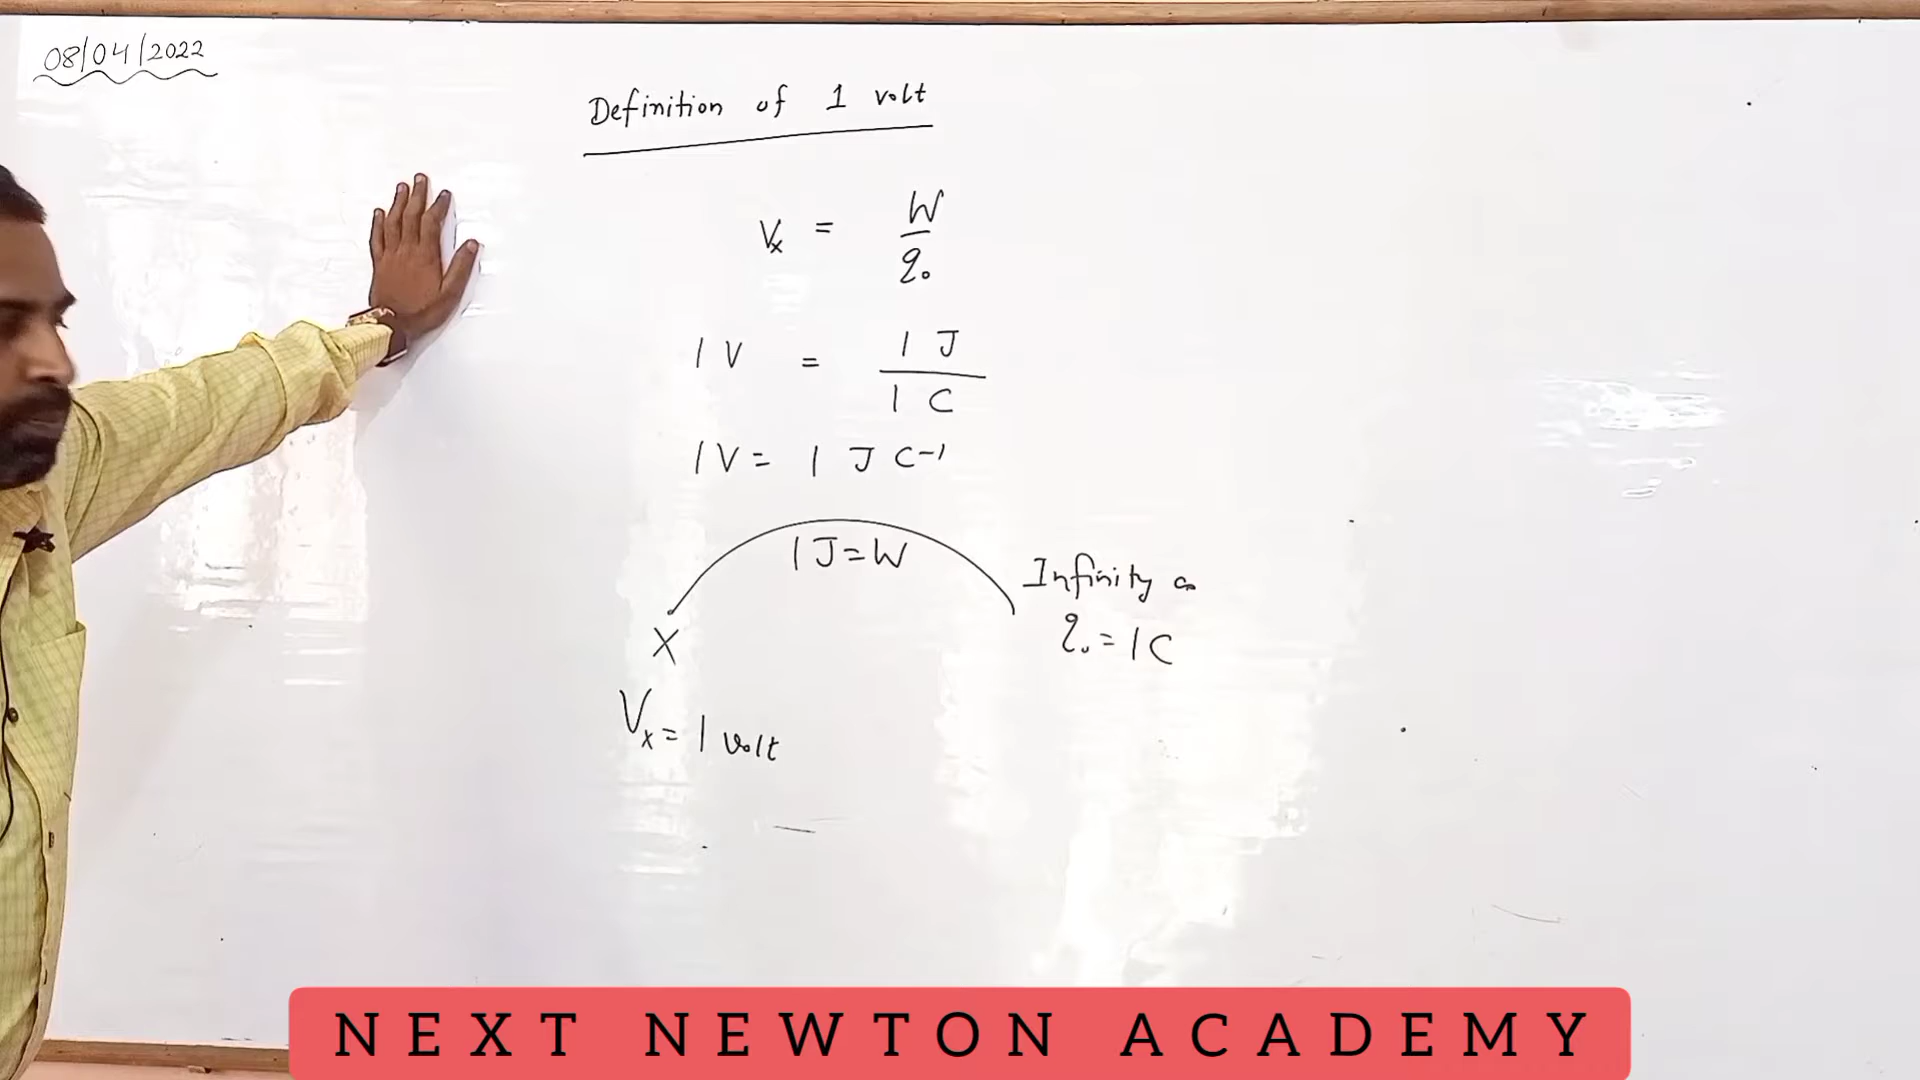 08/04/2022
Definition of 1 volt
Vx = W/q₀
1 V = 1 J / 1 C
1 V = 1 J C-1
1 J = W
Infinity ∞
q₀ = 1 C
X
Vx = 1 volt
NEXT NEWTON ACADEMY